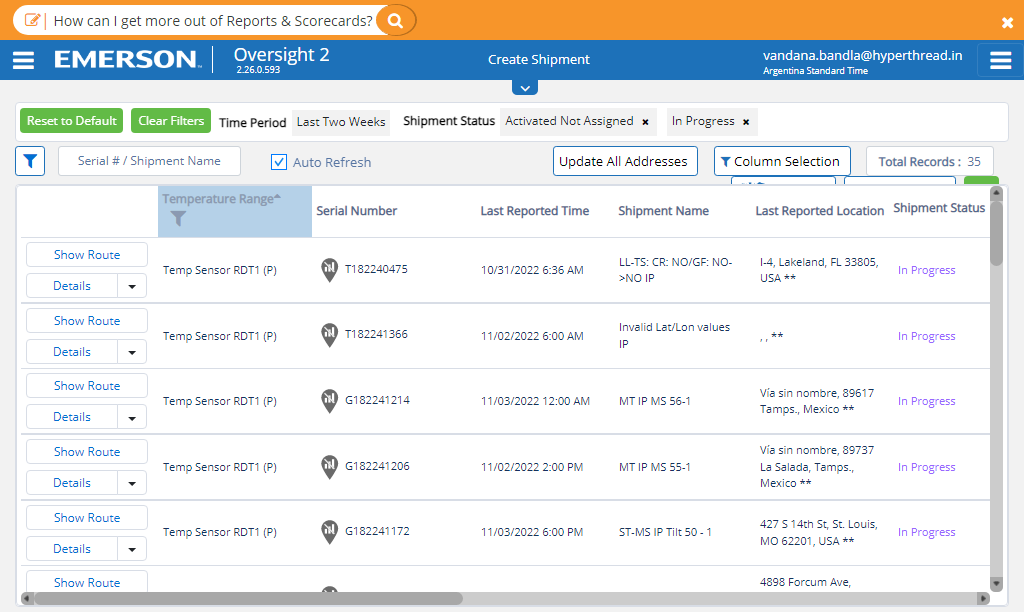 How can I get more out of Reports & Scorecards?
EMERSON
Oversight 2
2.26.0.593
Create Shipment
vandana.bandla@hyperthread.in
Argentina Standard Time
Reset to Default
Clear Filters
Time Period
Last Two Weeks
Shipment Status
Activated Not Assigned ×
In Progress ×
Serial # / Shipment Name
Auto Refresh
Update All Addresses
Column Selection
Total Records : 35
Temperature Range^
Serial Number
Last Reported Time
Shipment Name
Last Reported Location
Shipment Status
Show Route
Details
Temp Sensor RDT1 (P)
T182240475
10/31/2022 6:36 AM
LL-TS: CR: NO/GF: NO-
>NO IP
I-4, Lakeland, FL 33805,
USA **
In Progress
Show Route
Details
Temp Sensor RDT1 (P)
T182241366
11/02/2022 6:00 AM
Invalid Lat/Lon values
IP
, , **
In Progress
Show Route
Details
Temp Sensor RDT1 (P)
G182241214
11/03/2022 12:00 AM
MT IP MS 56-1
Vía sin nombre, 89617
Tamps., Mexico **
In Progress
Show Route
Details
Temp Sensor RDT1 (P)
G182241206
11/02/2022 2:00 PM
MT IP MS 55-1
Vía sin nombre, 89737
La Salada, Tamps.,
Mexico **
In Progress
Show Route
Details
Temp Sensor RDT1 (P)
G182241172
11/03/2022 6:00 PM
ST-MS IP Tilt 50 - 1
427 S 14th St, St. Louis,
MO 62201, USA **
In Progress
Show Route
4898 Forcum Ave,